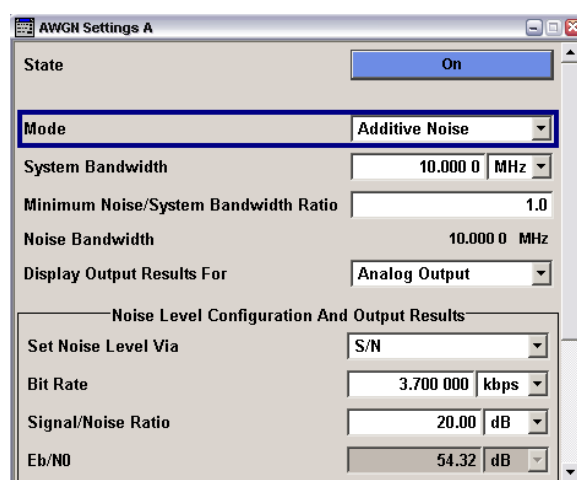 AWGN Settings A
State On
Mode Additive Noise
System Bandwidth 10.000 0 MHz
Minimum Noise/System Bandwidth Ratio 1.0
Noise Bandwidth 10.000 0 MHz
Display Output Results For Analog Output
Noise Level Configuration And Output Results
Set Noise Level Via S/N
Bit Rate 3.700 000 kbps
Signal/Noise Ratio 20.00 dB
Eb/N0 54.32 dB